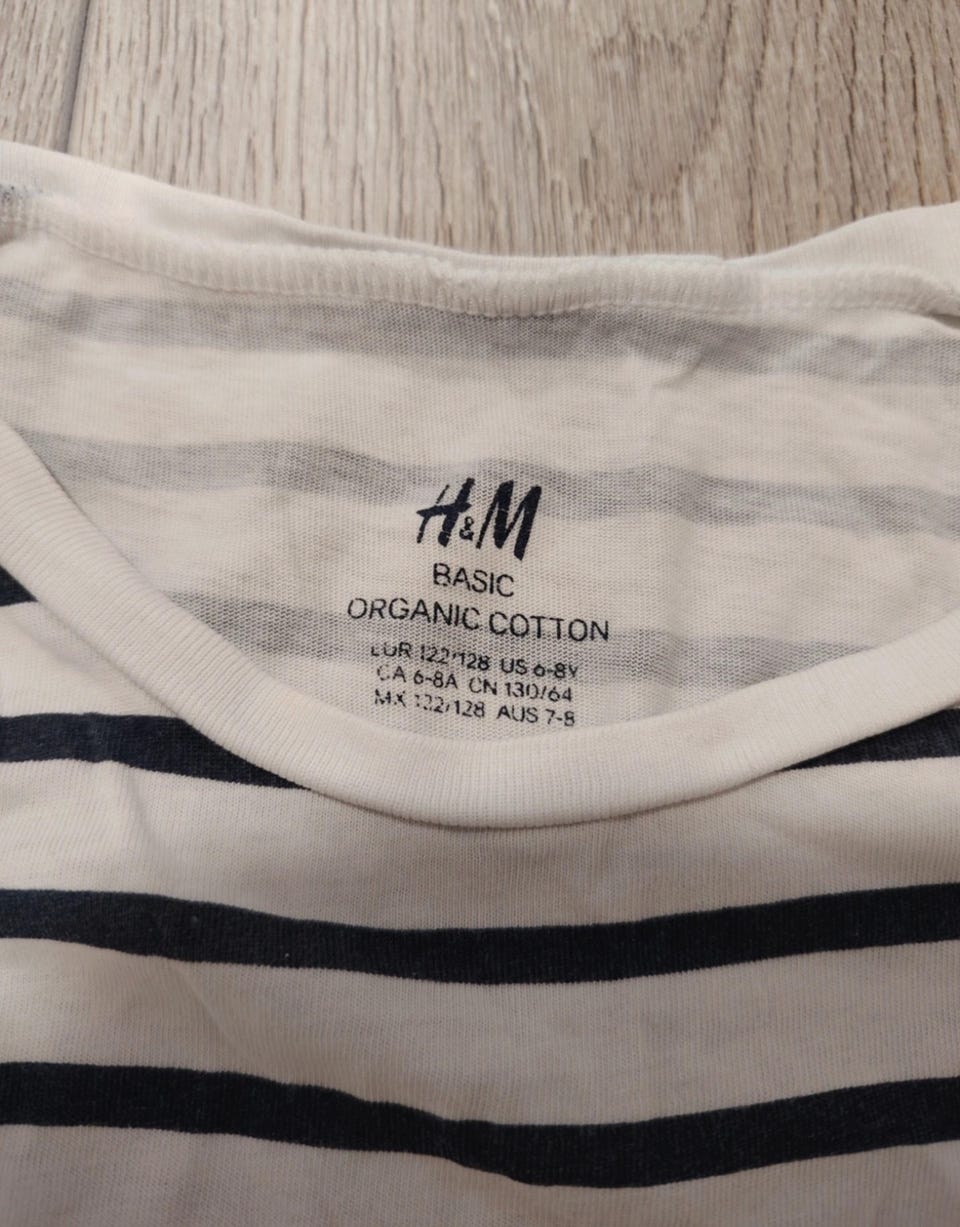 H&M
BASIC
ORGANIC COTTON
EUR 122/128 US 6-8Y
CA 6-8A CN 130/64
MX 122/128 AUS 7-8